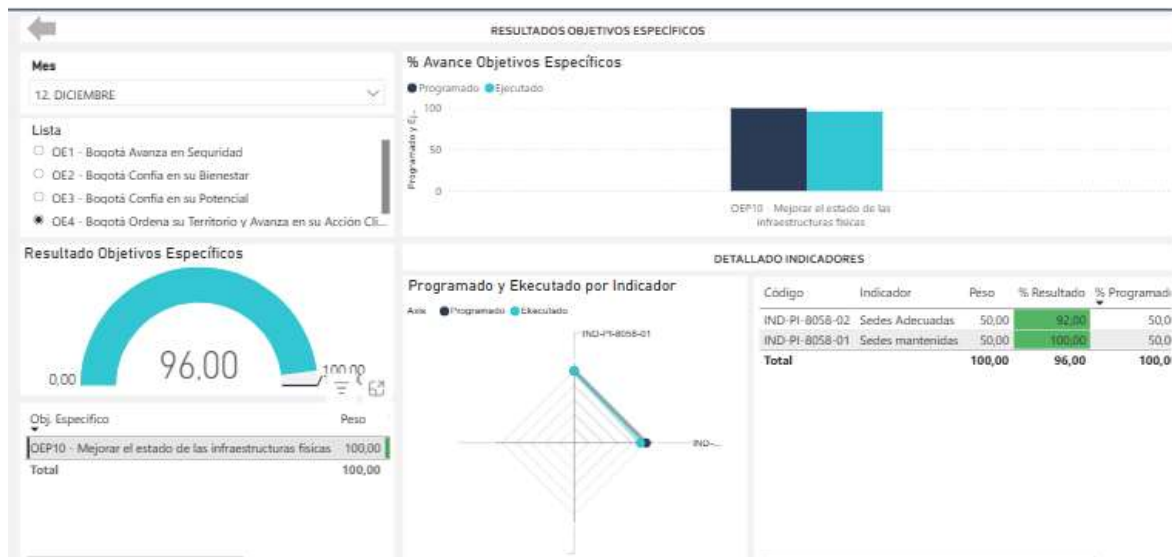 RESULTADOS OBJETIVOS ESPECÍFICOS
Mes
12. DICIEMBRE
Lista
OE1 - Bogotá Avanza en Seguridad
OE2 - Bogotá Confía en su Bienestar
OE3 - Bogotá Confía en su Potencial
OE4 - Bogotá Ordena su Territorio y Avanza en su Acción Cli...
% Avance Objetivos Específicos
Programado Ejecutado
Programado y Ej...
100
50
0
OEP10 - Mejorar el estado de las
infraestructuras físicas
Resultado Objetivos Específicos
96,00
0,00
100,00
Obj. Específico Peso
OEP10 - Mejorar el estado de las infraestructuras físicas 100,00
Total 100,00
DETALLADO INDICADORES
Programado y Ekecutado por Indicador
Axis Programado Ekecutado
IND-PI-8058-01
IND-...
Código Indicador Peso % Resultado % Programad
IND-PI-8058-02 Sedes Adecuadas 50,00 92,00 50,0
IND-PI-8058-01 Sedes mantenidas 50,00 100,00 50,0
Total 100,00 96,00 100,0